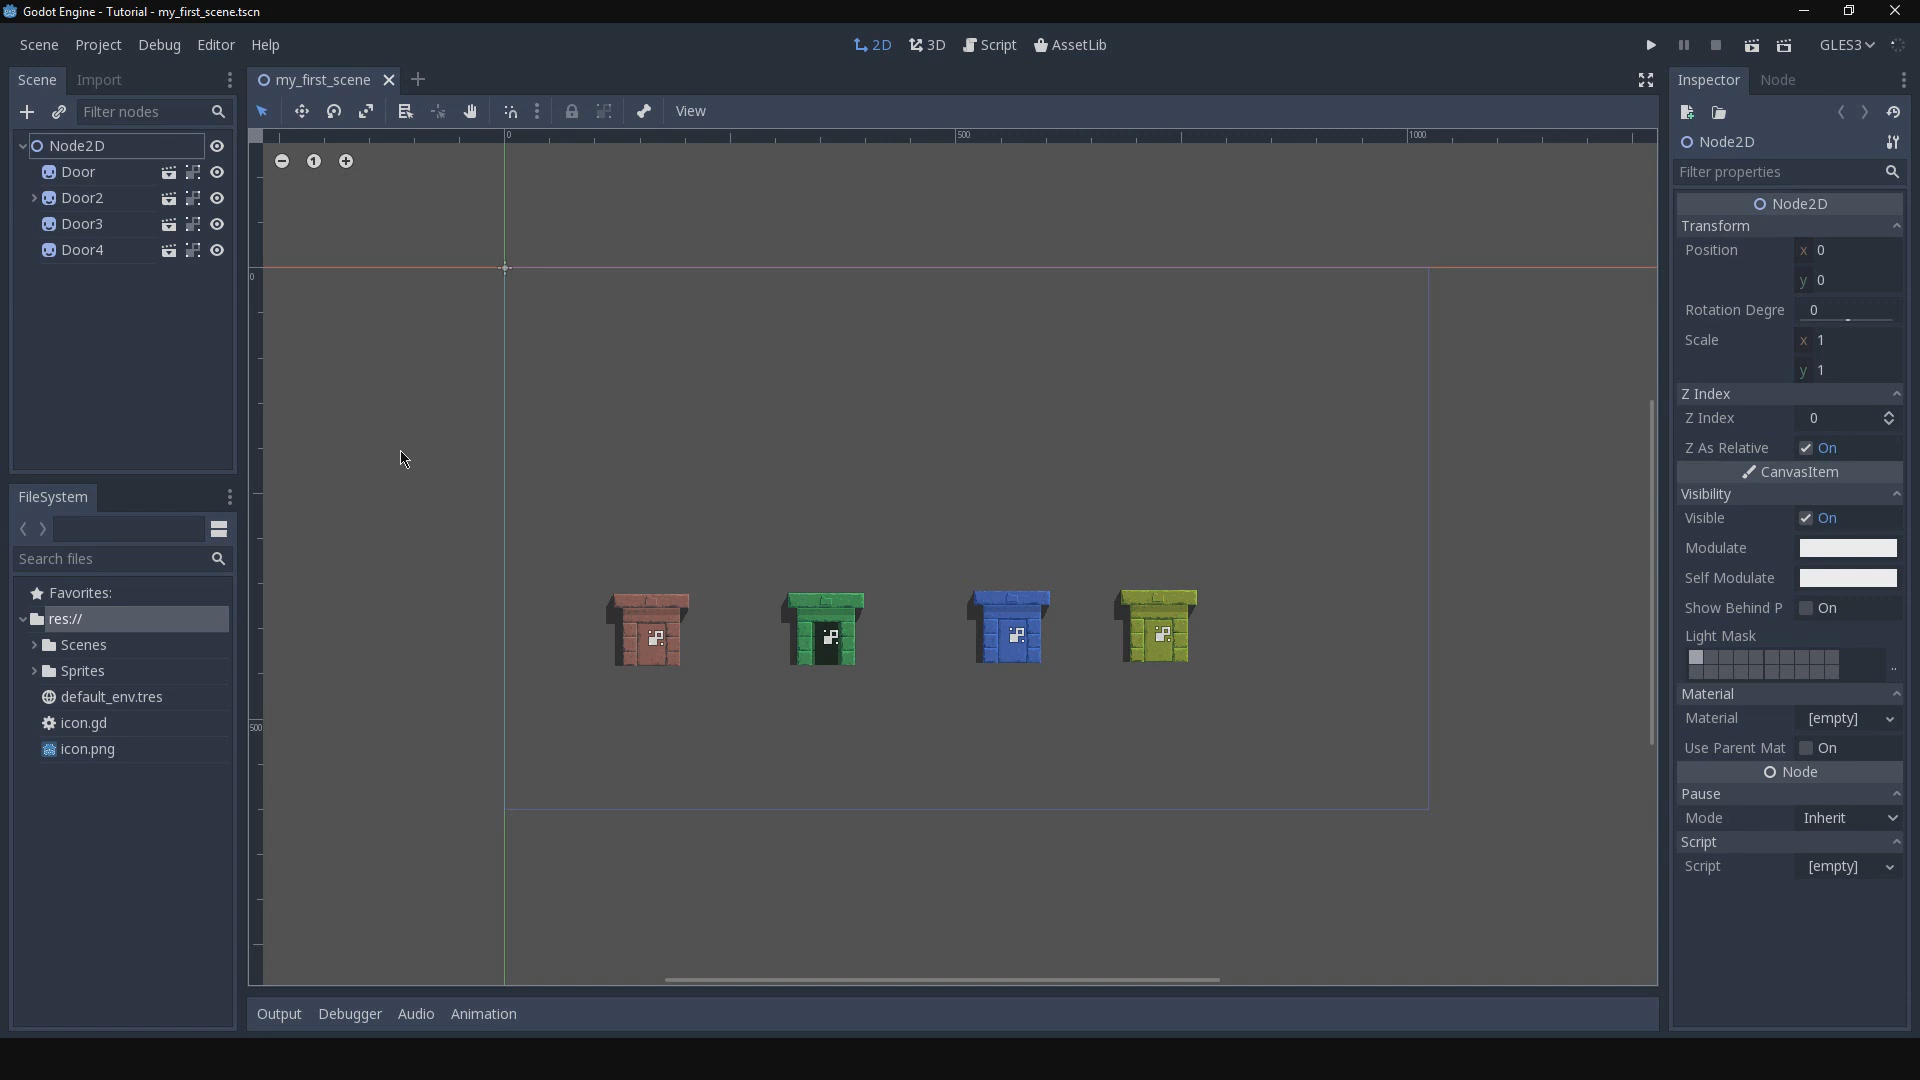 Godot Engine - Tutorial - my_first_scene.tscn
Scene Project Debug Editor Help
2D 3D Script AssetLib
GLES3
Scene Import
Filter nodes
Node2D
Door
Door2
Door3
Door4
FileSystem
Search files
Favorites:
res://
Scenes
Sprites
default_env.tres
icon.gd
icon.png
my_first_scene
View
0 500 1000
1
0
500
Output Debugger Audio Animation
Inspector Node
Node2D
Filter properties
Node2D
Transform
Position x 0
y 0
Rotation Degre 0
Scale x 1
y 1
Z Index
Z Index 0
Z As Relative On
CanvasItem
Visibility
Visible On
Modulate
Self Modulate
Show Behind P On
Light Mask
..
Material
Material [empty]
Use Parent Mat On
Node
Pause
Mode Inherit
Script
Script [empty]